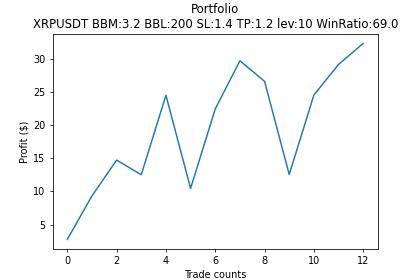 Portfolio
XRPUSDT BBM:3.2 BBL:200 SL:1.4 TP:1.2 lev:10 WinRatio:69.0
30
25
20
15
10
5
Profit ($)
0 2 4 6 8 10 12
Trade counts